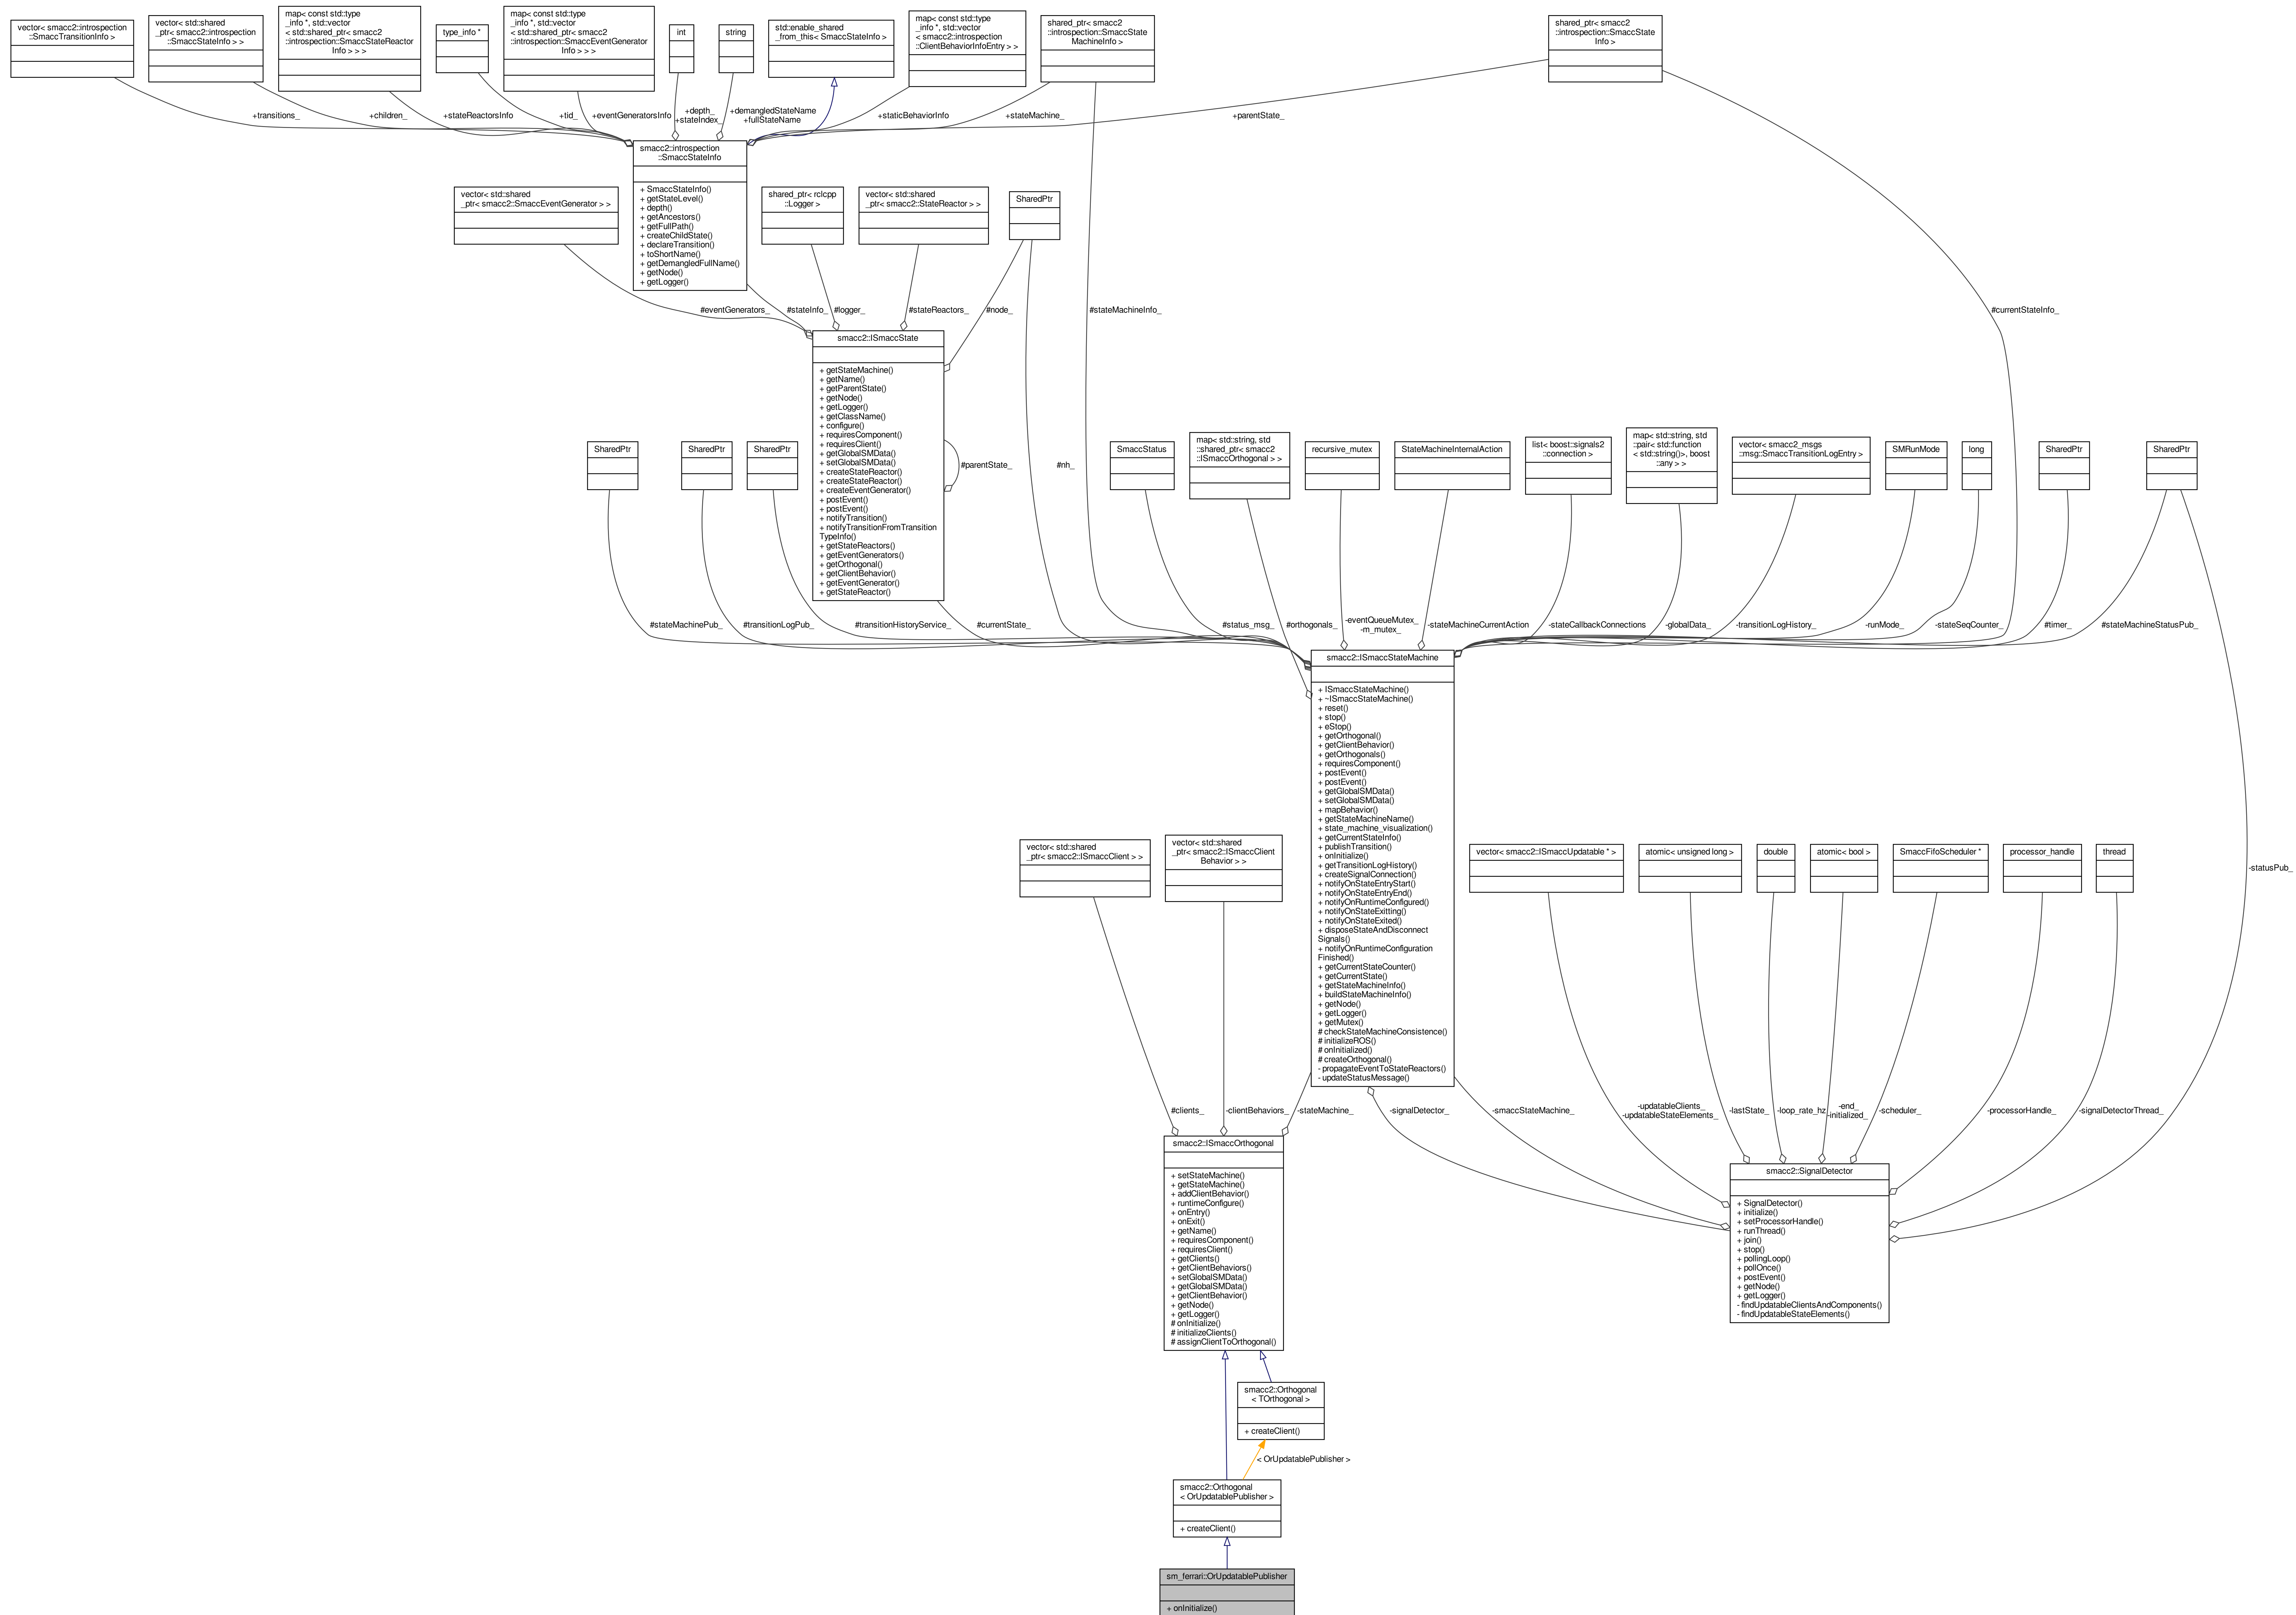 vector< smacc2::introspection
::SmaccTransitionInfo >
vector< std::shared
_ptr< smacc2::introspection
::SmaccStateInfo > >
map< const std::type
_info *, std::vector
< std::shared_ptr< smacc2
::introspection::SmaccStateReactor
Info > > >
type_info *
map< const std::type
_info *, std::vector
< std::shared_ptr< smacc2
::introspection::SmaccEventGenerator
Info > > >
int
string
std::enable_shared
_from_this< SmaccStateInfo >
map< const std::type
_info *, std::vector
< smacc2::introspection
::ClientBehaviorInfoEntry > >
shared_ptr< smacc2
::introspection::SmaccState
MachineInfo >
shared_ptr< smacc2
::introspection::SmaccState
Info >
+transitions_
+children_
+stateReactorsInfo
+tid_
+eventGeneratorsInfo
+depth_
+stateIndex_
+demangledStateName
+fullStateName
+staticBehaviorInfo
+stateMachine_
+parentState_
smacc2::introspection
::SmaccStateInfo
+ SmaccStateInfo()
+ getStateLevel()
+ depth()
+ getAncestors()
+ getFullPath()
+ createChildState()
+ declareTransition()
+ toShortName()
+ getDemangledFullName()
+ getNode()
+ getLogger()
vector< std::shared
_ptr< smacc2::SmaccEventGenerator > >
shared_ptr< rclcpp
::Logger >
vector< std::shared
_ptr< smacc2::StateReactor > >
SharedPtr
#eventGenerators_
#stateInfo_
#logger_
#stateReactors_
#node_
#stateMachineInfo_
#currentStateInfo_
smacc2::ISmaccState
+ getStateMachine()
+ getName()
+ getParentState()
+ getNode()
+ getLogger()
+ getClassName()
+ configure()
+ requiresComponent()
+ requiresClient()
+ getGlobalSMData()
+ setGlobalSMData()
+ createStateReactor()
+ createStateReactor()
+ createEventGenerator()
+ postEvent()
+ postEvent()
+ notifyTransition()
+ notifyTransitionFromTransition
TypeInfo()
+ getStateReactors()
+ getEventGenerators()
+ getOrthogonal()
+ getClientBehavior()
+ getEventGenerator()
+ getStateReactor()
#parentState_
#nh_
SharedPtr
SharedPtr
SharedPtr
SmaccStatus
map< std::string, std
::shared_ptr< smacc2
::ISmaccOrthogonal > >
recursive_mutex
StateMachineInternalAction
list< boost::signals2
::connection >
map< std::string, std
::pair< std::function
< std::string()>, boost
::any > >
vector< smacc2_msgs
::msg::SmaccTransitionLogEntry >
SMRunMode
long
SharedPtr
SharedPtr
#stateMachinePub_
#transitionLogPub_
#transitionHistoryService_
#currentState_
#status_msg_
#orthogonals_
-eventQueueMutex_
-m_mutex_
-stateMachineCurrentAction
-stateCallbackConnections
-globalData_
-transitionLogHistory_
-runMode_
-stateSeqCounter_
#timer_
#stateMachineStatusPub_
smacc2::ISmaccStateMachine
+ ISmaccStateMachine()
+ ~ISmaccStateMachine()
+ reset()
+ stop()
+ eStop()
+ getOrthogonal()
+ getClientBehavior()
+ getOrthogonals()
+ requiresComponent()
+ postEvent()
+ postEvent()
+ getGlobalSMData()
+ setGlobalSMData()
+ mapBehavior()
+ getStateMachineName()
+ state_machine_visualization()
+ getCurrentStateInfo()
+ publishTransition()
+ onInitialize()
+ getTransitionLogHistory()
+ createSignalConnection()
+ notifyOnStateEntryStart()
+ notifyOnStateEntryEnd()
+ notifyOnRuntimeConfigured()
+ notifyOnStateExitting()
+ notifyOnStateExited()
+ disposeStateAndDisconnect
Signals()
+ notifyOnRuntimeConfiguration
Finished()
+ getCurrentStateCounter()
+ getCurrentState()
+ getStateMachineInfo()
+ buildStateMachineInfo()
+ getNode()
+ getLogger()
+ getMutex()
# checkStateMachineConsistence()
# initializeROS()
# onInitialized()
# createOrthogonal()
- propagateEventToStateReactors()
- updateStatusMessage()
vector< std::shared
_ptr< smacc2::ISmaccClient > >
vector< std::shared
_ptr< smacc2::ISmaccClient
Behavior > >
vector< smacc2::ISmaccUpdatable * >
atomic< unsigned long >
double
atomic< bool >
SmaccFifoScheduler *
processor_handle
thread
-statusPub_
#clients_
-clientBehaviors_
-stateMachine_
-signalDetector_
-smaccStateMachine_
-updatableClients_
-updatableStateElements_
-lastState_
-loop_rate_hz
-end_
-initialized_
-scheduler_
-processorHandle_
-signalDetectorThread_
smacc2::ISmaccOrthogonal
+ setStateMachine()
+ getStateMachine()
+ addClientBehavior()
+ runtimeConfigure()
+ onEntry()
+ onExit()
+ getName()
+ requiresComponent()
+ requiresClient()
+ getClients()
+ getClientBehaviors()
+ setGlobalSMData()
+ getGlobalSMData()
+ getClientBehavior()
+ getNode()
+ getLogger()
# onInitialize()
# initializeClients()
# assignClientToOrthogonal()
smacc2::SignalDetector
+ SignalDetector()
+ initialize()
+ setProcessorHandle()
+ runThread()
+ join()
+ stop()
+ pollingLoop()
+ pollOnce()
+ postEvent()
+ getNode()
+ getLogger()
- findUpdatableClientsAndComponents()
- findUpdatableStateElements()
smacc2::Orthogonal
< TOrthogonal >
+ createClient()
< OrUpdatablePublisher >
smacc2::Orthogonal
< OrUpdatablePublisher >
+ createClient()
sm_ferrari::OrUpdatablePublisher
+ onInitialize()